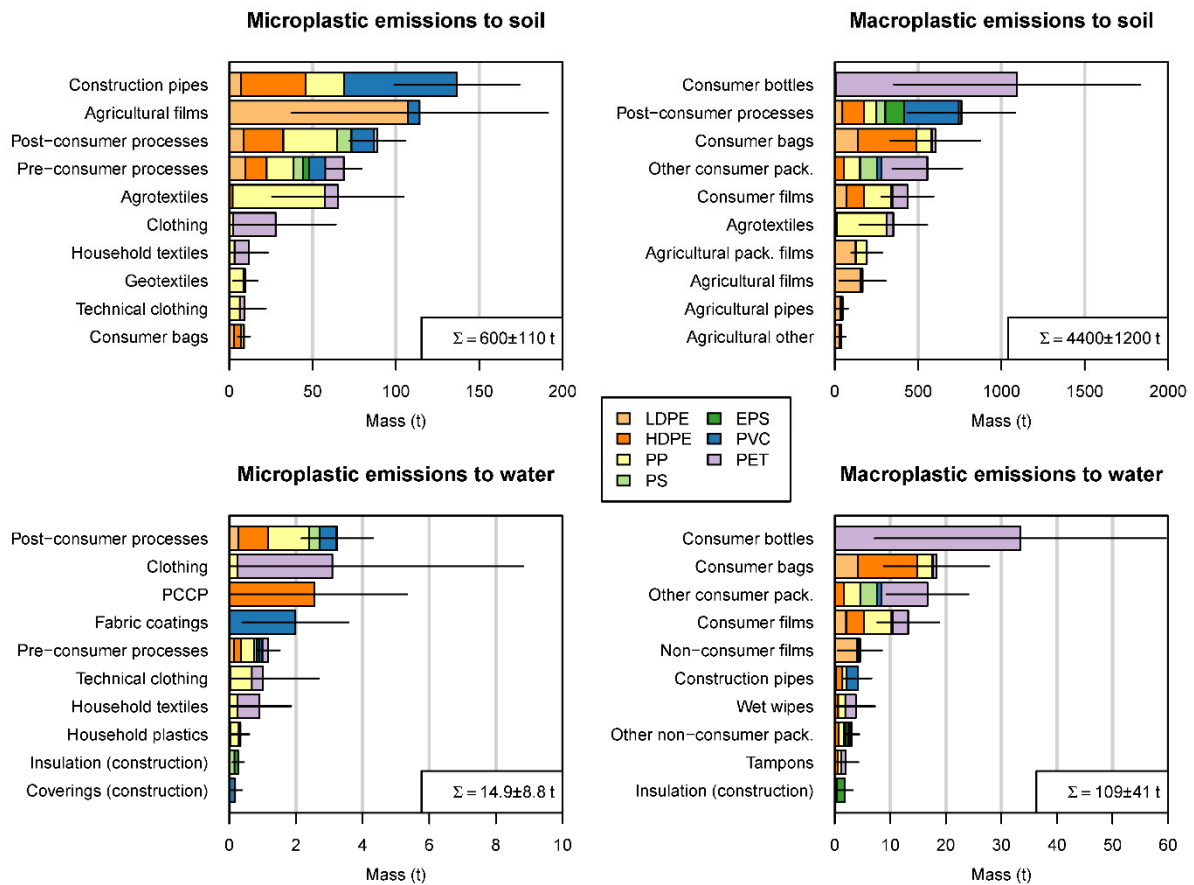 Microplastic emissions to soil
Construction pipes
Agricultural films
Post−consumer processes
Pre−consumer processes
Agrotextiles
Clothing
Household textiles
Geotextiles
Technical clothing
Consumer bags
Σ = 600±110 t
0 50 100 150 200
Mass (t)
Macroplastic emissions to soil
Consumer bottles
Post−consumer processes
Consumer bags
Other consumer pack.
Consumer films
Agrotextiles
Agricultural pack. films
Agricultural films
Agricultural pipes
Agricultural other
Σ = 4400±1200 t
0 500 1000 1500 2000
Mass (t)
LDPE
HDPE
PP
PS
EPS
PVC
PET
Microplastic emissions to water
Post−consumer processes
Clothing
PCCP
Fabric coatings
Pre−consumer processes
Technical clothing
Household textiles
Household plastics
Insulation (construction)
Coverings (construction)
Σ = 14.9±8.8 t
0 2 4 6 8 10
Mass (t)
Macroplastic emissions to water
Consumer bottles
Consumer bags
Other consumer pack.
Consumer films
Non−consumer films
Construction pipes
Wet wipes
Other non−consumer pack.
Tampons
Insulation (construction)
Σ = 109±41 t
0 10 20 30 40 50 60
Mass (t)